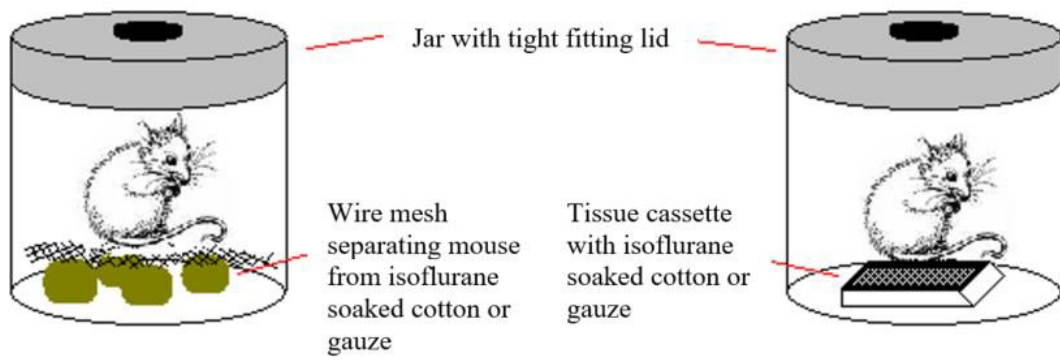 Jar with tight fitting lid
Wire mesh
separating mouse
from isoflurane
soaked cotton or
gauze
Tissue cassette
with isoflurane
soaked cotton or
gauze